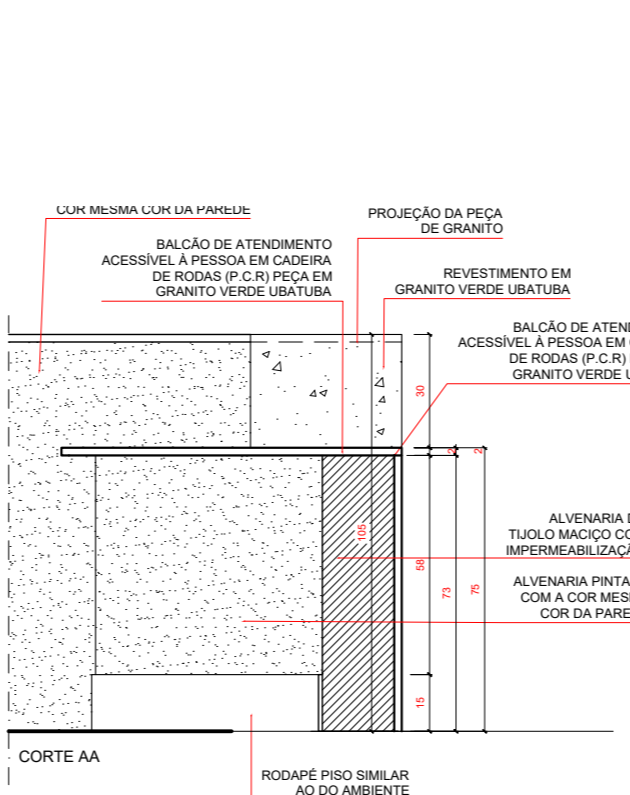 COR MESMA COR DA PAREDE
PROJEÇÃO DA PEÇA
DE GRANITO
BALCÃO DE ATENDIMENTO
ACESSÍVEL À PESSOA EM CADEIRA
DE RODAS (P.C.R) PEÇA EM
GRANITO VERDE UBATUBA
REVESTIMENTO EM
GRANITO VERDE UBATUBA
BALCÃO DE ATEND
ACESSÍVEL À PESSOA EM
DE RODAS (P.C.R)
GRANITO VERDE U
30
2
2
105
58
73
75
15
ALVENARIA D
TIJOLO MACIÇO CO
IMPERMEABILIZAÇÃ
ALVENARIA PINTA
COM A COR MES
COR DA PARE
CORTE AA
RODAPÉ PISO SIMILAR
AO DO AMBIENTE